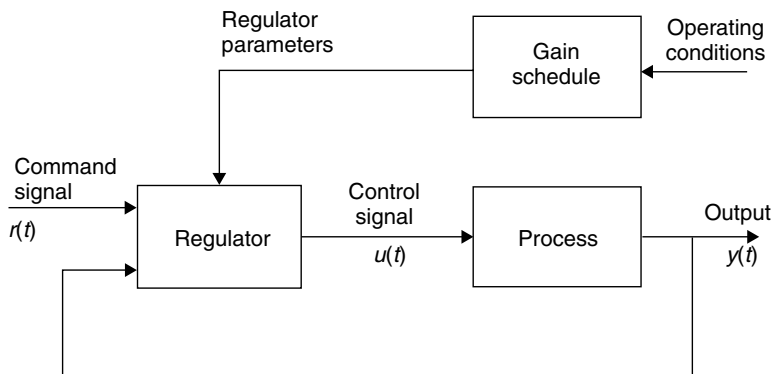 Regulator
parameters
Gain
schedule
Operating
conditions
Command
signal
r(t)
Regulator
Control
signal
u(t)
Process
Output
y(t)